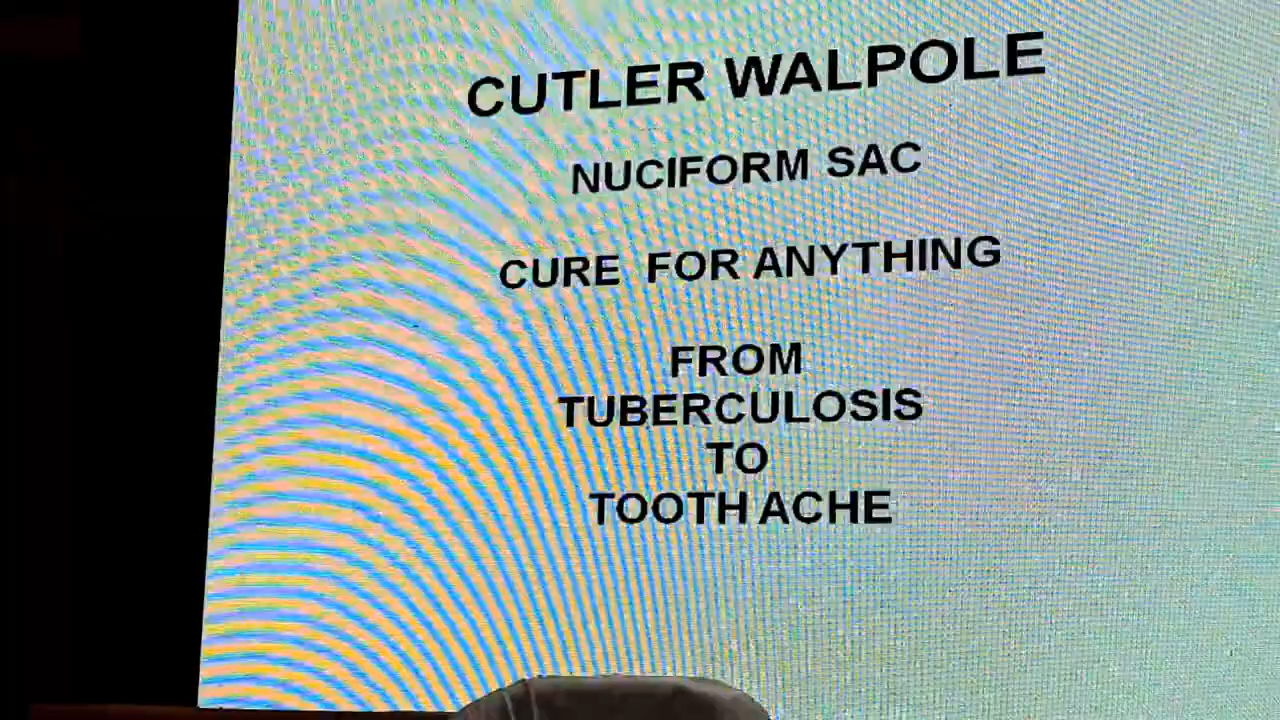 CUTLER WALPOLE
NUCIFORM SAC
CURE FOR ANYTHING
FROM
TUBERCULOSIS
TO
TOOTH ACHE